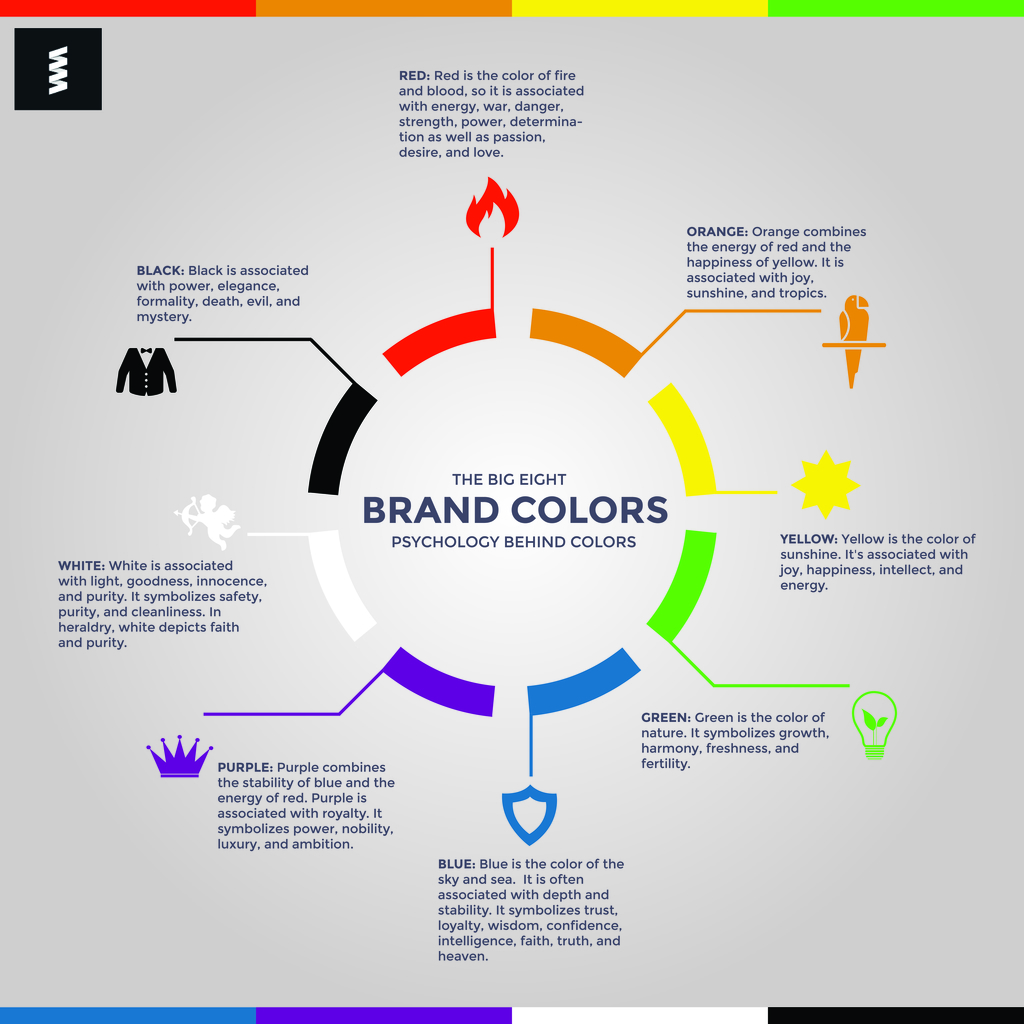 RED: Red is the color of fire
and blood, so it is associated
with energy, war, danger,
strength, power, determina-
tion as well as passion,
desire, and love.
ORANGE: Orange combines
the energy of red and the
happiness of yellow. It is
associated with joy,
sunshine, and tropics.
BLACK: Black is associated
with power, elegance,
formality, death, evil, and
mystery.
THE BIG EIGHT
BRAND COLORS
PSYCHOLOGY BEHIND COLORS
YELLOW: Yellow is the color of
sunshine. It's associated with
joy, happiness, intellect, and
energy.
WHITE: White is associated
with light, goodness, innocence,
and purity. It symbolizes safety,
purity, and cleanliness. In
heraldry, white depicts faith
and purity.
GREEN: Green is the color of
nature. It symbolizes growth,
harmony, freshness, and
fertility.
PURPLE: Purple combines
the stability of blue and the
energy of red. Purple is
associated with royalty. It
symbolizes power, nobility,
luxury, and ambition.
BLUE: Blue is the color of the
sky and sea.  It is often
associated with depth and
stability. It symbolizes trust,
loyalty, wisdom, confidence,
intelligence, faith, truth, and
heaven.